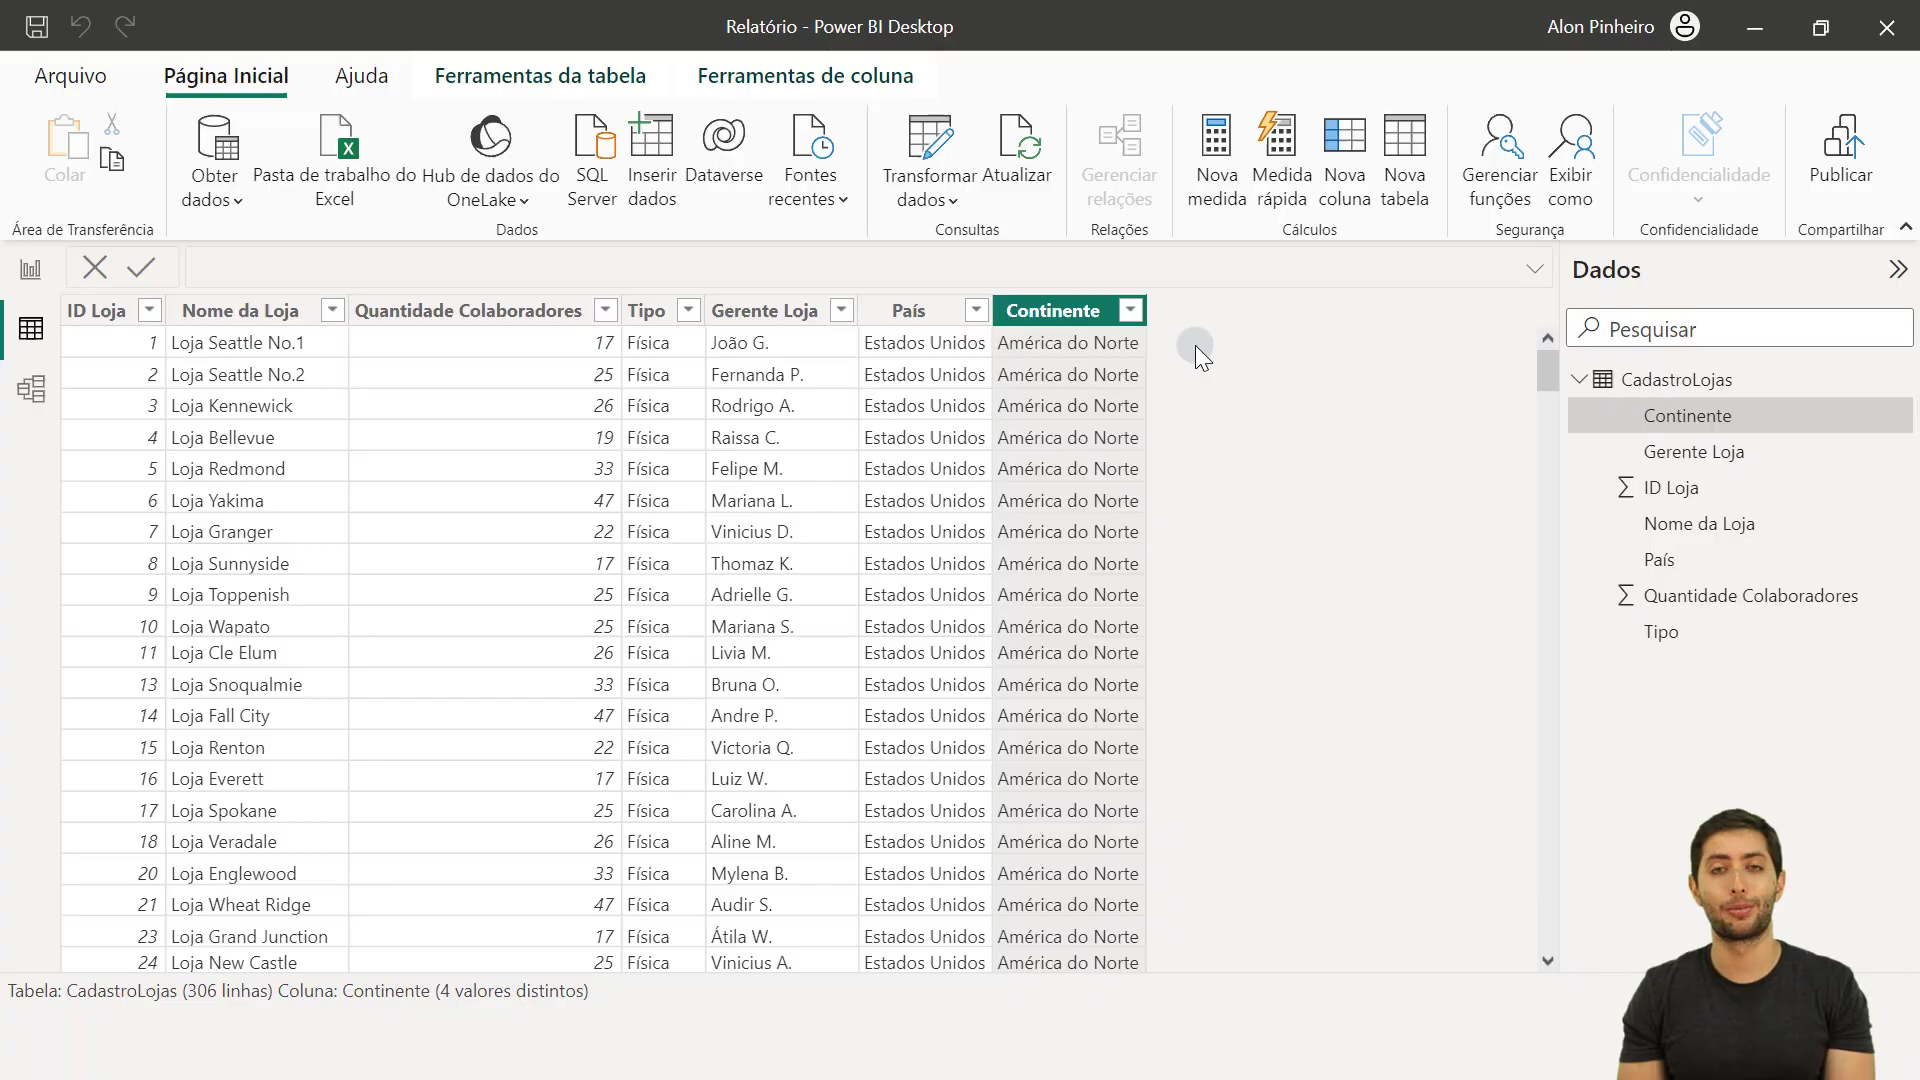 Relatório - Power BI Desktop
Alon Pinheiro
Arquivo Página Inicial Ajuda Ferramentas da tabela Ferramentas de coluna
Colar
Obter dados
Pasta de trabalho do Excel
Hub de dados do OneLake
SQL Server
Inserir dados
Dataverse
Fontes recentes
Transformar dados
Atualizar
Gerenciar relações
Nova medida
Medida rápida
Nova coluna
Nova tabela
Gerenciar funções
Exibir como
Confidencialidade
Publicar
Área de Transferência Dados Consultas Relações Cálculos Segurança Confidencialidade Compartilhar
ID Loja Nome da Loja Quantidade Colaboradores Tipo Gerente Loja País Continente
1 Loja Seattle No.1 17 Física João G. Estados Unidos América do Norte
2 Loja Seattle No.2 25 Física Fernanda P. Estados Unidos América do Norte
3 Loja Kennewick 26 Física Rodrigo A. Estados Unidos América do Norte
4 Loja Bellevue 19 Física Raissa C. Estados Unidos América do Norte
5 Loja Redmond 33 Física Felipe M. Estados Unidos América do Norte
6 Loja Yakima 47 Física Mariana L. Estados Unidos América do Norte
7 Loja Granger 22 Física Vinicius D. Estados Unidos América do Norte
8 Loja Sunnyside 17 Física Thomaz K. Estados Unidos América do Norte
9 Loja Toppenish 25 Física Adrielle G. Estados Unidos América do Norte
10 Loja Wapato 25 Física Mariana S. Estados Unidos América do Norte
11 Loja Cle Elum 26 Física Livia M. Estados Unidos América do Norte
13 Loja Snoqualmie 33 Física Bruna O. Estados Unidos América do Norte
14 Loja Fall City 47 Física Andre P. Estados Unidos América do Norte
15 Loja Renton 22 Física Victoria Q. Estados Unidos América do Norte
16 Loja Everett 17 Física Luiz W. Estados Unidos América do Norte
17 Loja Spokane 25 Física Carolina A. Estados Unidos América do Norte
18 Loja Veradale 26 Física Aline M. Estados Unidos América do Norte
20 Loja Englewood 33 Física Mylena B. Estados Unidos América do Norte
21 Loja Wheat Ridge 47 Física Audir S. Estados Unidos América do Norte
23 Loja Grand Junction 17 Física Átila W. Estados Unidos América do Norte
24 Loja New Castle 25 Física Vinicius A. Estados Unidos América do Norte
Tabela: CadastroLojas (306 linhas) Coluna: Continente (4 valores distintos)
Dados
Pesquisar
CadastroLojas
Continente
Gerente Loja
∑ ID Loja
Nome da Loja
País
∑ Quantidade Colaboradores
Tipo